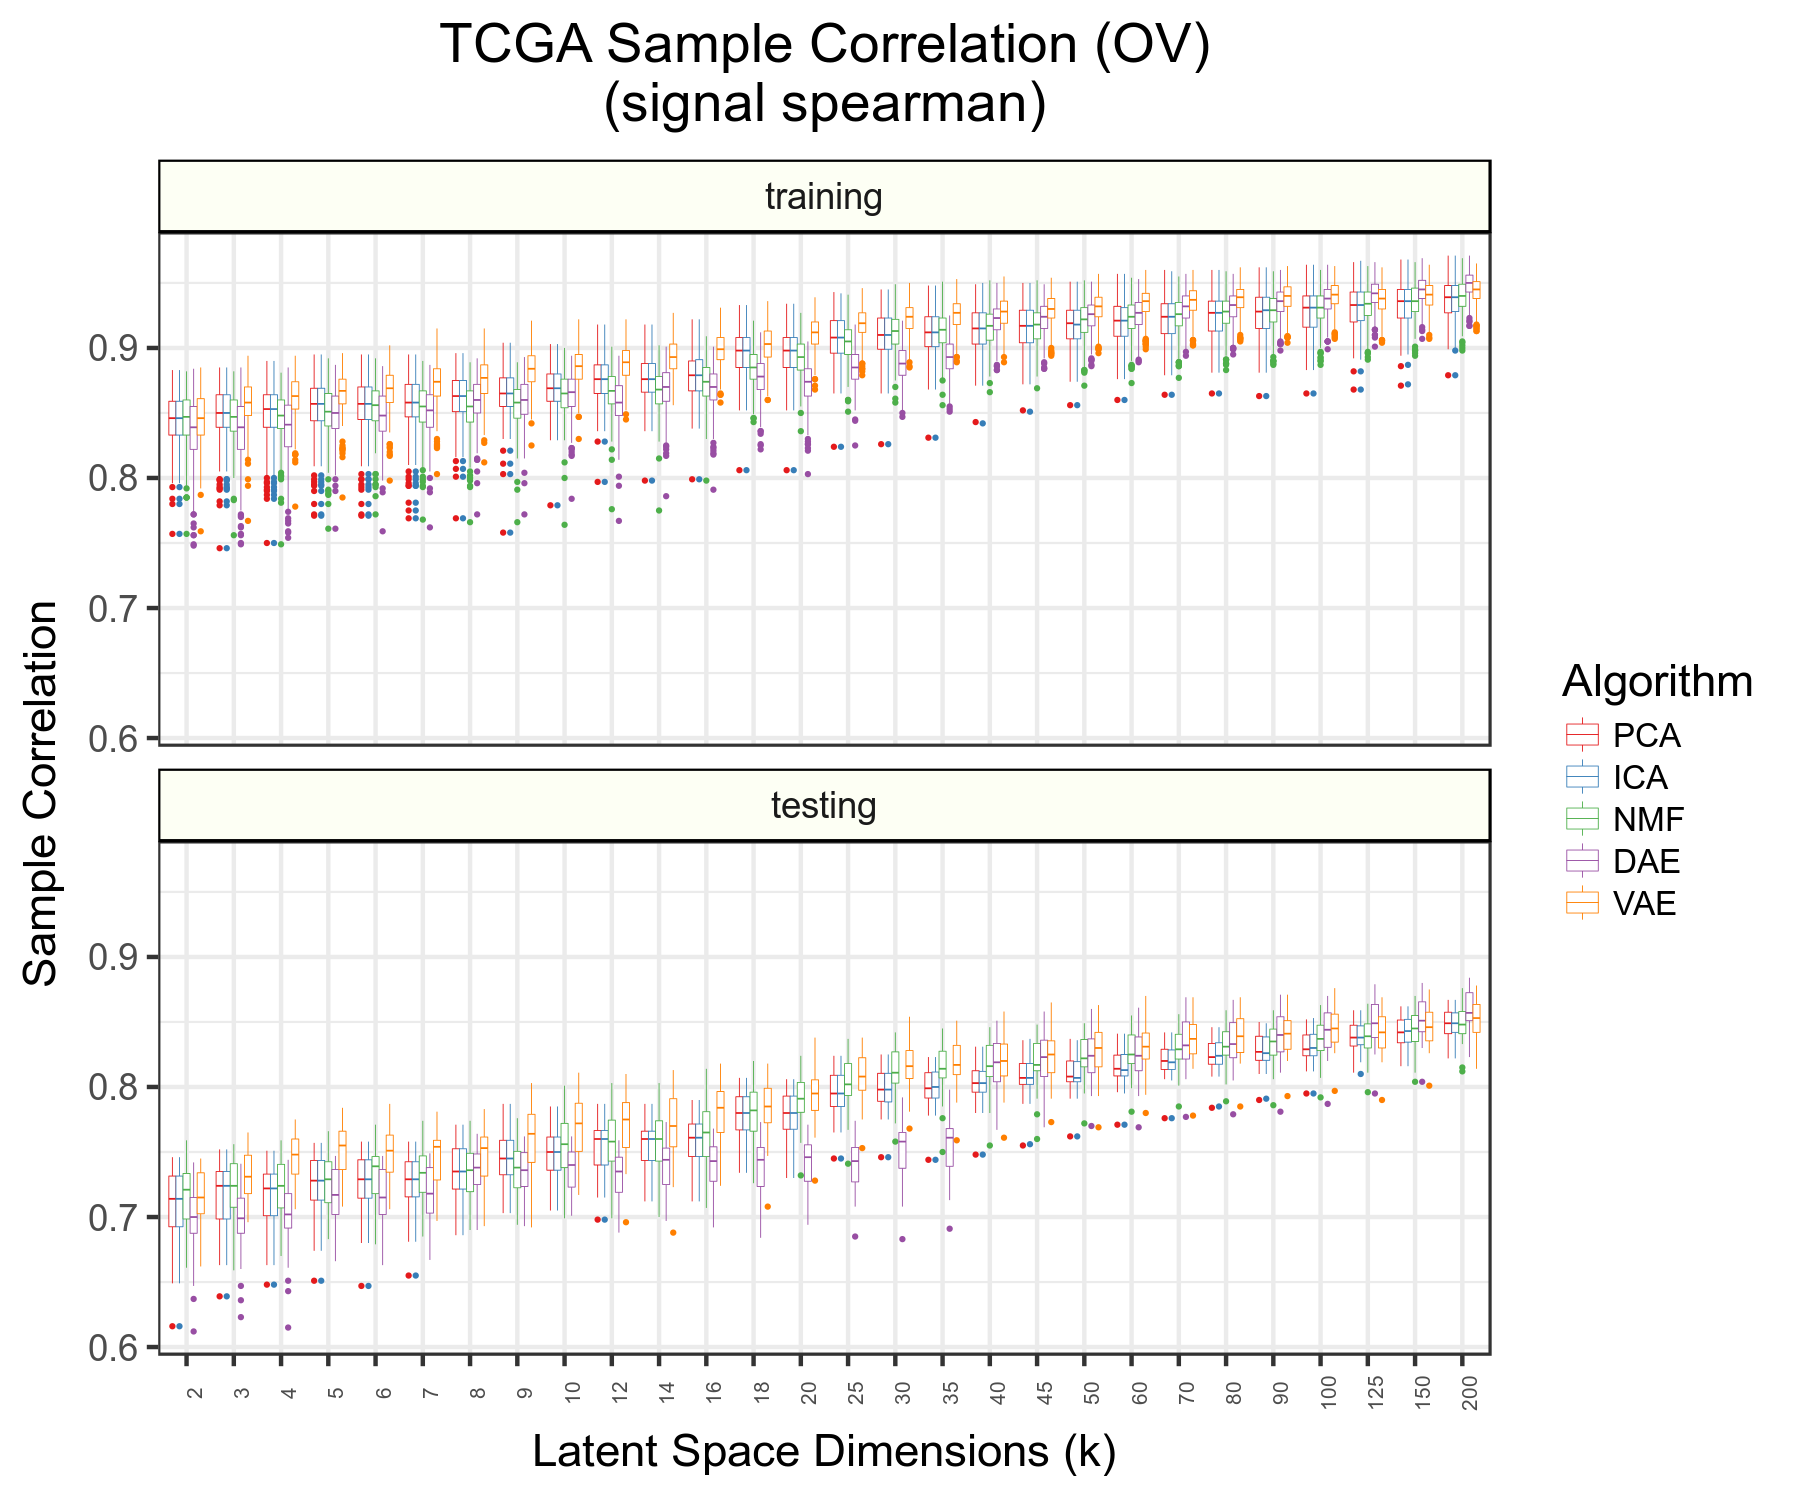 TCGA Sample Correlation (OV)
(signal spearman)
training
0.9
0.8
0.7
0.6
testing
0.9
0.8
0.7
0.6
Sample Correlation
2 3 4 5 6 7 8 9 10 12 14 16 18 20 25 30 35 40 45 50 60 70 80 90 100 125 150 200
Latent Space Dimensions (k)
Algorithm
PCA
ICA
NMF
DAE
VAE